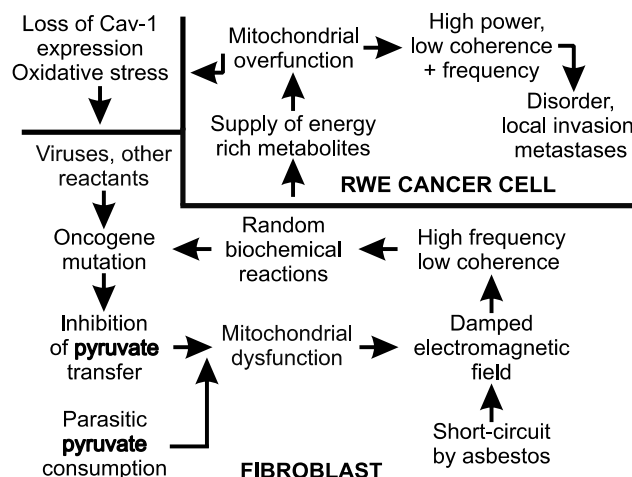 Loss of Cav-1
expression
Oxidative stress
Mitochondrial
overfunction
High power,
low coherence
+ frequency
Disorder,
local invasion
metastases
Supply of energy
rich metabolites
RWE CANCER CELL
Viruses, other
reactants
Oncogene
mutation
Random
biochemical
reactions
High frequency
low coherence
Inhibition
of pyruvate
transfer
Mitochondrial
dysfunction
Damped
electromagnetic
field
Parasitic
pyruvate
consumption
Short-circuit
by asbestos
FIBROBLAST